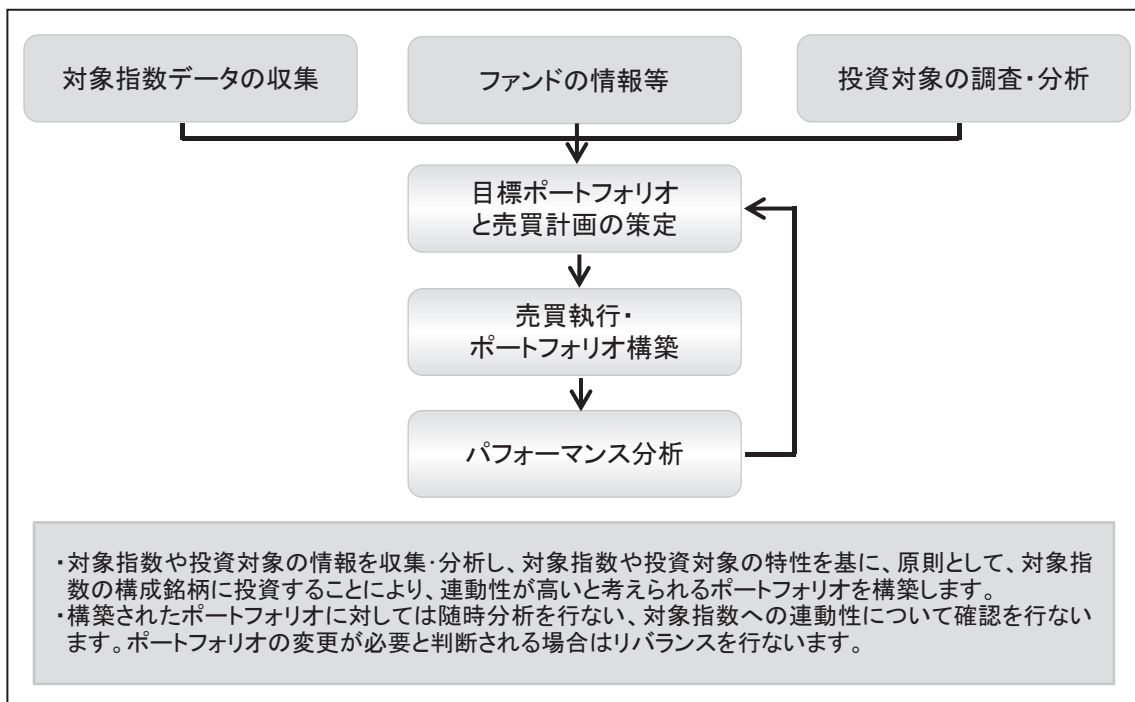 対象指数データの収集
ファンドの情報等
投資対象の調査・分析
目標ポートフォリオ
と売買計画の策定
売買執行・
ポートフォリオ構築
パフォーマンス分析
・対象指数や投資対象の情報を収集・分析し、対象指数や投資対象の特性を基に、原則として、対象指
数の構成銘柄に投資することにより、連動性が高いと考えられるポートフォリオを構築します。
・構築されたポートフォリオに対しては随時分析を行ない、対象指数への連動性について確認を行ない
ます。ポートフォリオの変更が必要と判断される場合はリバランスを行ないます。